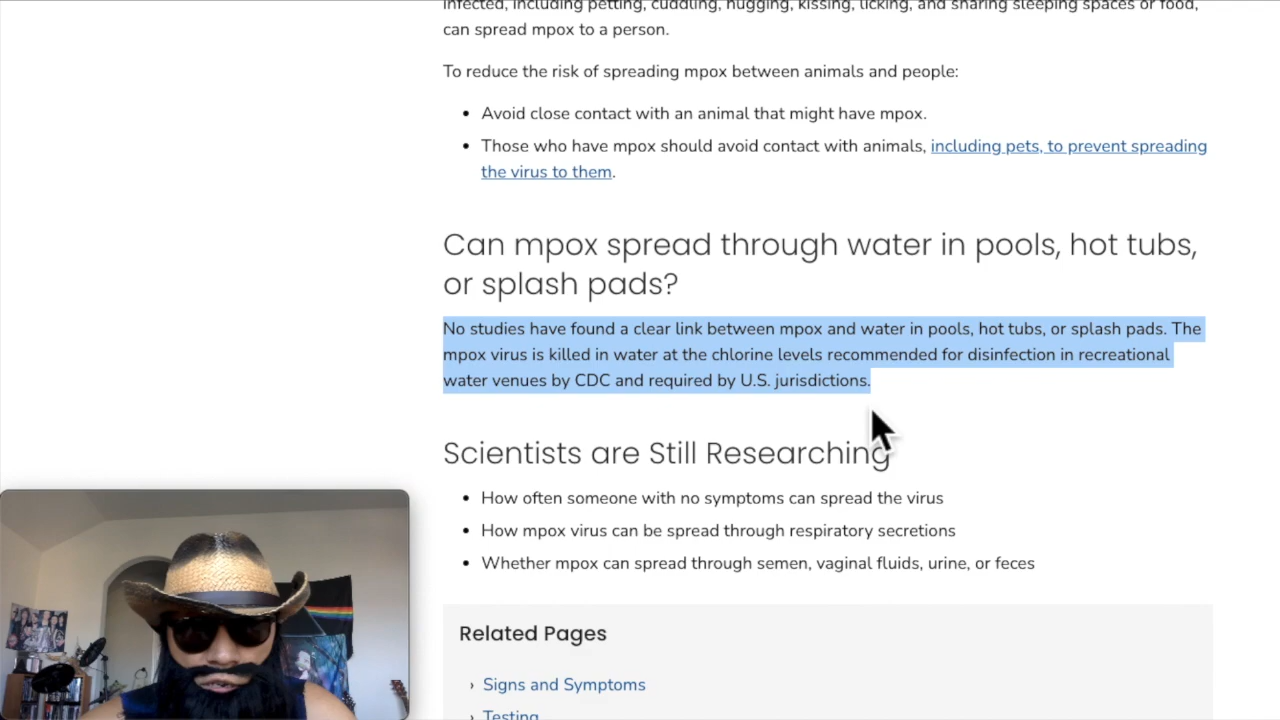 infected, including petting, cuddling, hugging, kissing, licking, and sharing sleeping spaces or food,
can spread mpox to a person.
To reduce the risk of spreading mpox between animals and people:
Avoid close contact with an animal that might have mpox.
Those who have mpox should avoid contact with animals, including pets, to prevent spreading
the virus to them.
Can mpox spread through water in pools, hot tubs,
or splash pads?
No studies have found a clear link between mpox and water in pools, hot tubs, or splash pads. The
mpox virus is killed in water at the chlorine levels recommended for disinfection in recreational
water venues by CDC and required by U.S. jurisdictions.
Scientists are Still Researching
How often someone with no symptoms can spread the virus
How mpox virus can be spread through respiratory secretions
Whether mpox can spread through semen, vaginal fluids, urine, or feces
Related Pages
› Signs and Symptoms
› Testing